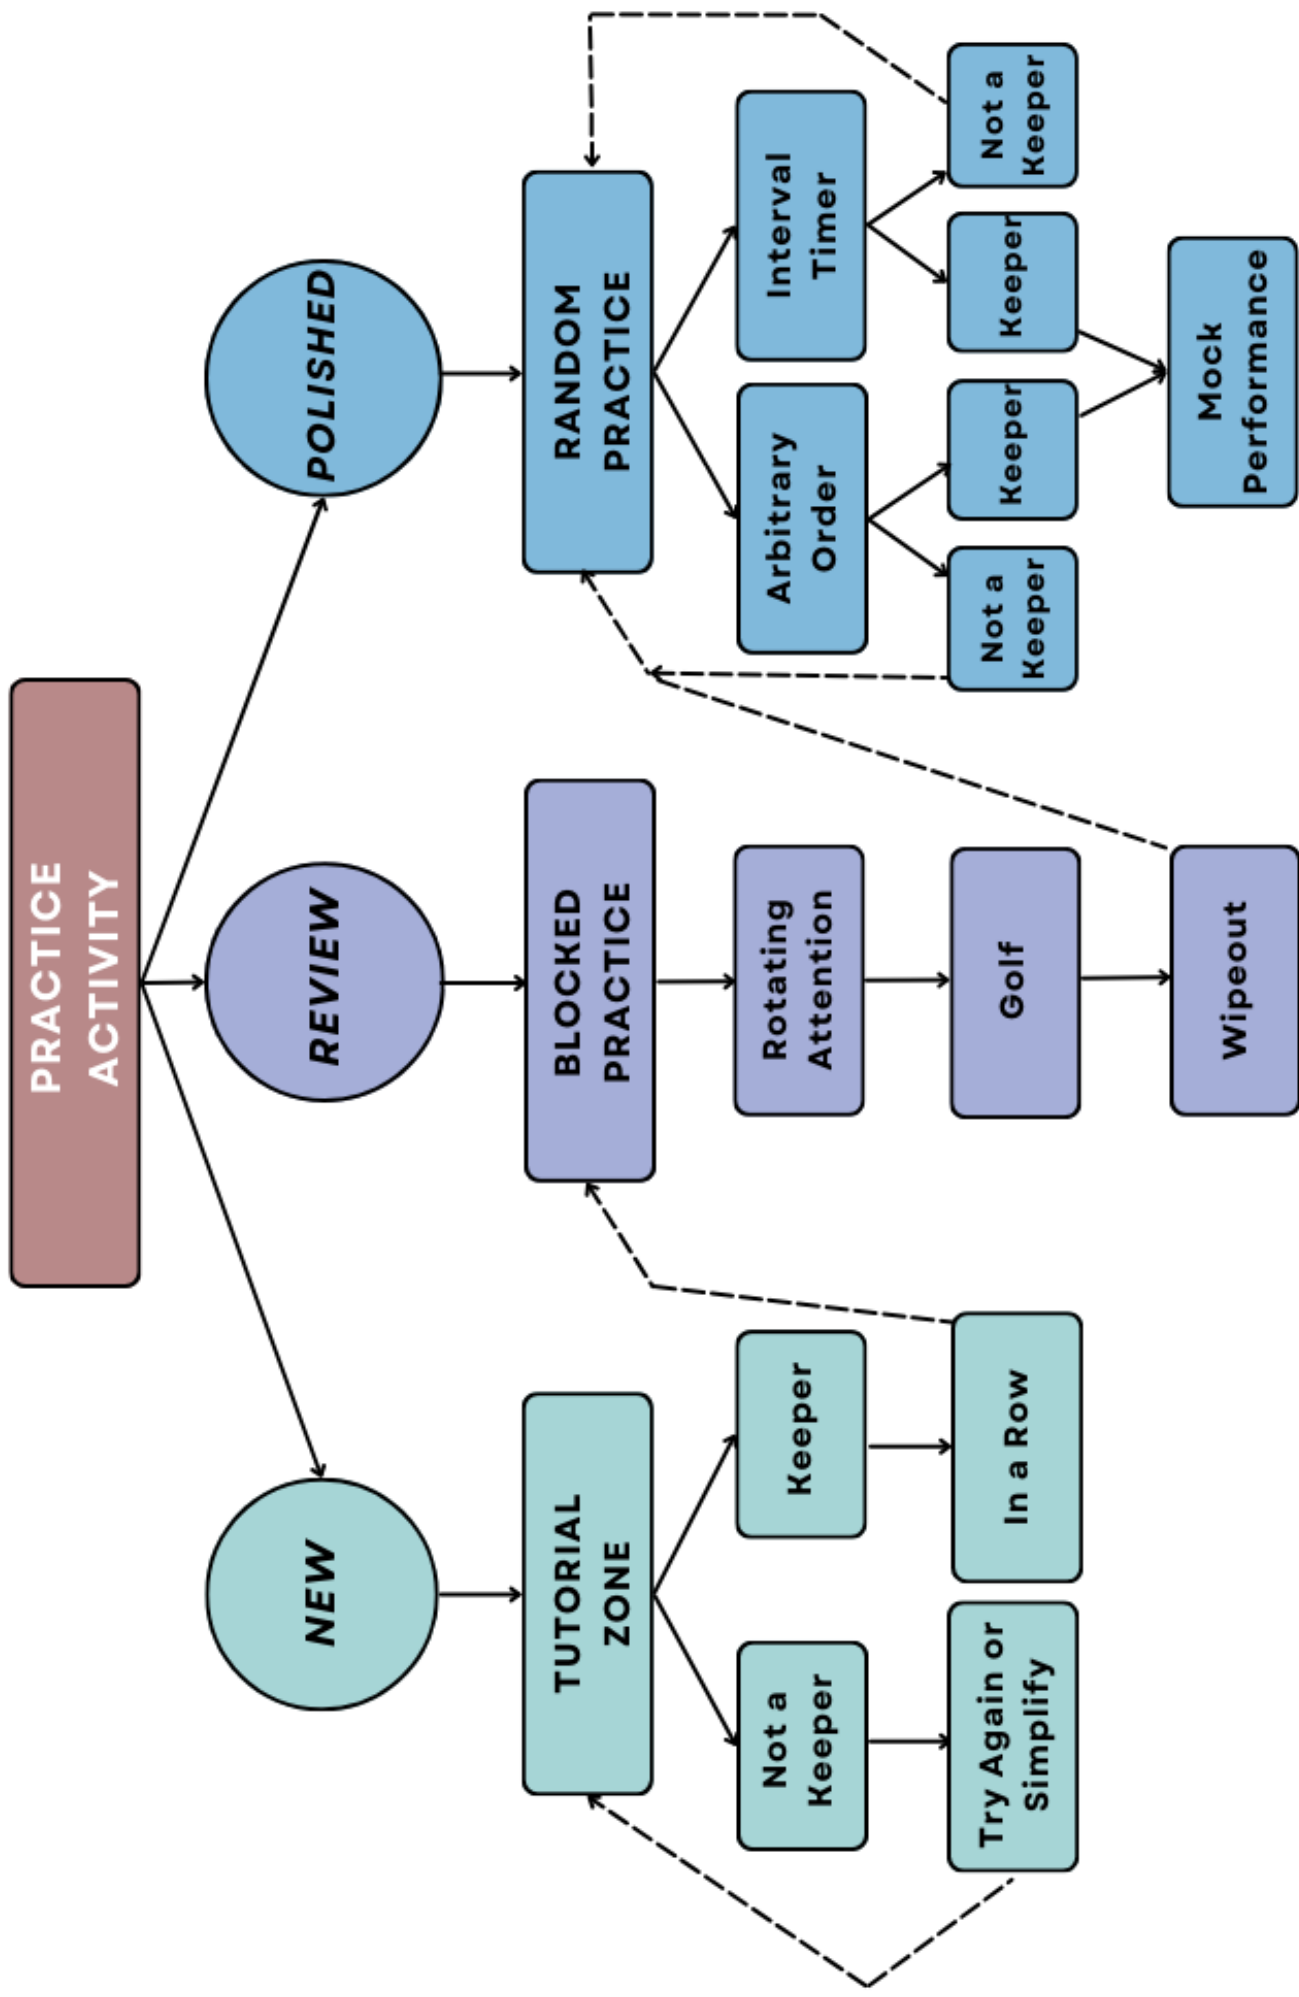 PRACTICE
ACTIVITY
NEW
REVIEW
POLISHED
TUTORIAL
ZONE
BLOCKED
PRACTICE
RANDOM
PRACTICE
Not a
Keeper
Keeper
Rotating
Attention
Arbitrary
Order
Interval
Timer
Try Again or
Simplify
In a Row
Golf
Not a
Keeper
Keeper
Keeper
Not a
Keeper
Wipeout
Mock
Performance